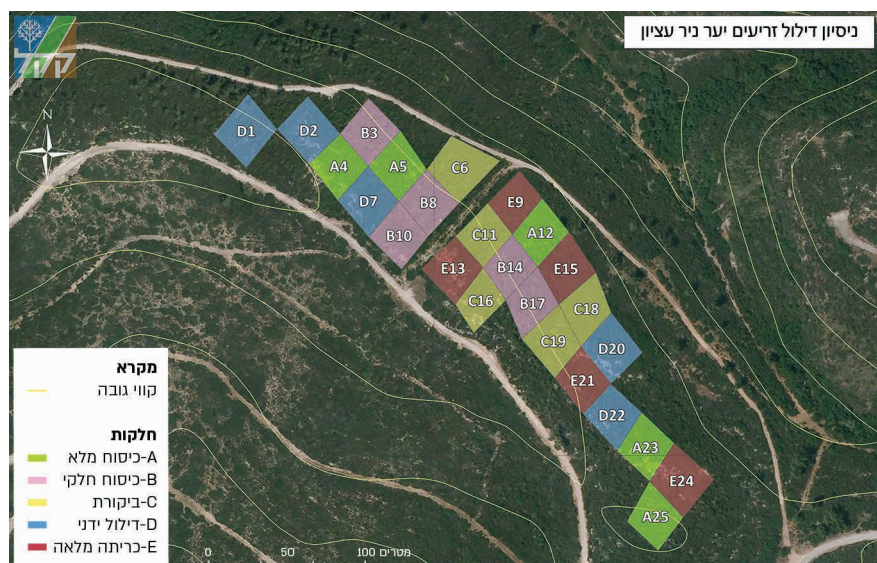 ניסיון דילול זריעים יער ניר עציון
קק"ל
N
D1
D2
B3
A4
A5
C6
D7
B8
E9
B10
C11
A12
E13
B14
E15
C16
B17
C18
C19
D20
E21
D22
A23
E24
A25
מקרא
קווי גובה
חלקות
A-כיסוח מלא
B-כיסוח חלקי
C-ביקורת
D-דילול ידני
E-כריתה מלאה
0 50 100 מטרים